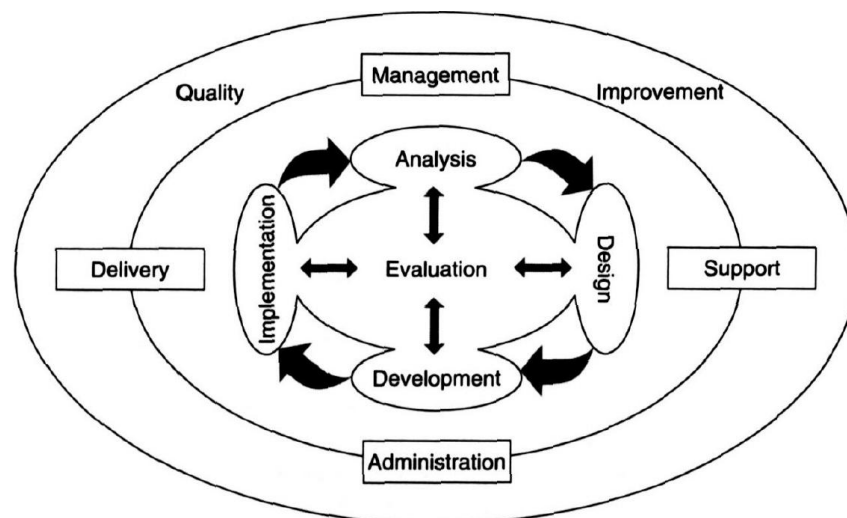 Management
Quality
Improvement
Analysis
Implementation
Design
Delivery
Evaluation
Support
Development
Administration